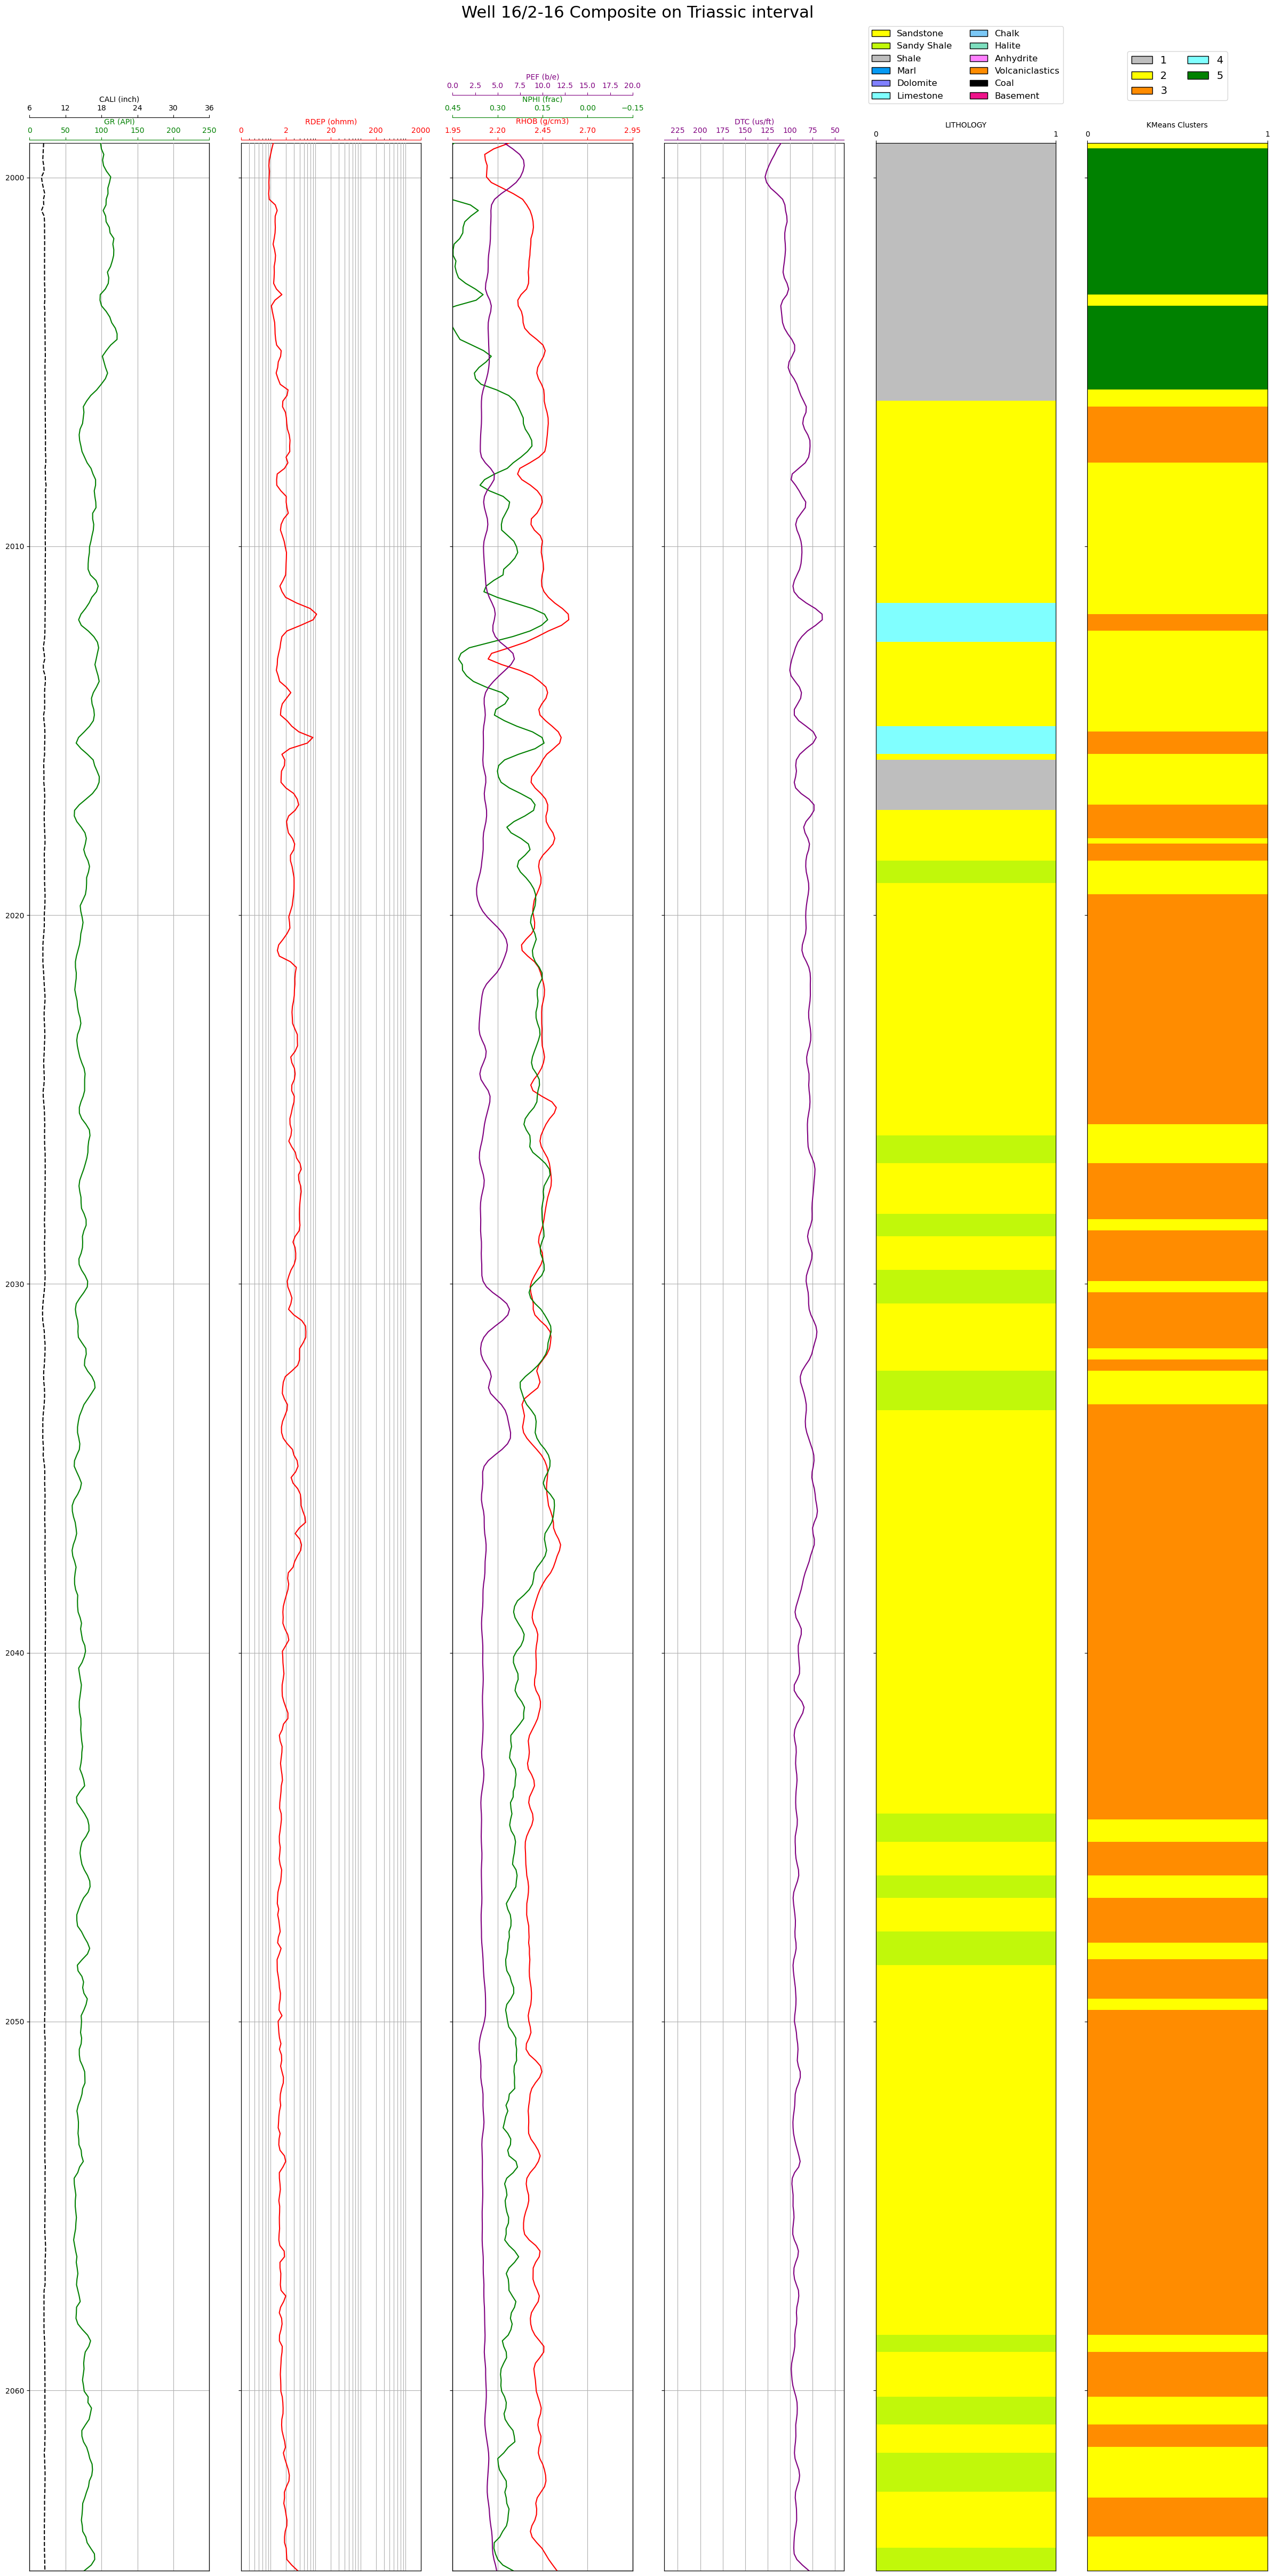 Well 16/2-16 Composite on Triassic interval
Sandstone Chalk
Sandy Shale Halite
Shale Anhydrite
Marl Volcaniclastics
Dolomite Coal
Limestone Basement
1 4
2 5
3
PEF (b/e)
0.0 2.5 5.0 7.5 10.0 12.5 15.0 17.5 20.0
CALI (inch) NPHI (frac)
6 12 18 24 30 36 0.45 0.30 0.15 0.00 −0.15
GR (API) RDEP (ohmm) RHOB (g/cm3) DTC (us/ft) LITHOLOGY KMeans Clusters
0 50 100 150 200 250 0 2 20 200 2000 1.95 2.20 2.45 2.70 2.95 225 200 175 150 125 100 75 50 0 1 0 1
2000
2010
2020
2030
2040
2050
2060